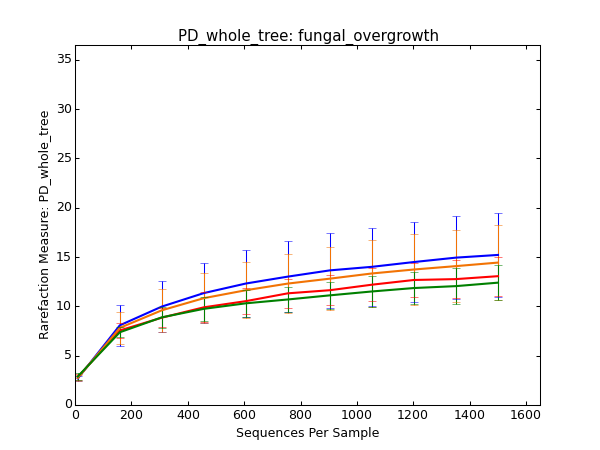 PD_whole_tree: fungal_overgrowth
Rarefaction Measure: PD_whole_tree
35
30
25
20
15
10
5
0
0 200 400 600 800 1000 1200 1400 1600
Sequences Per Sample